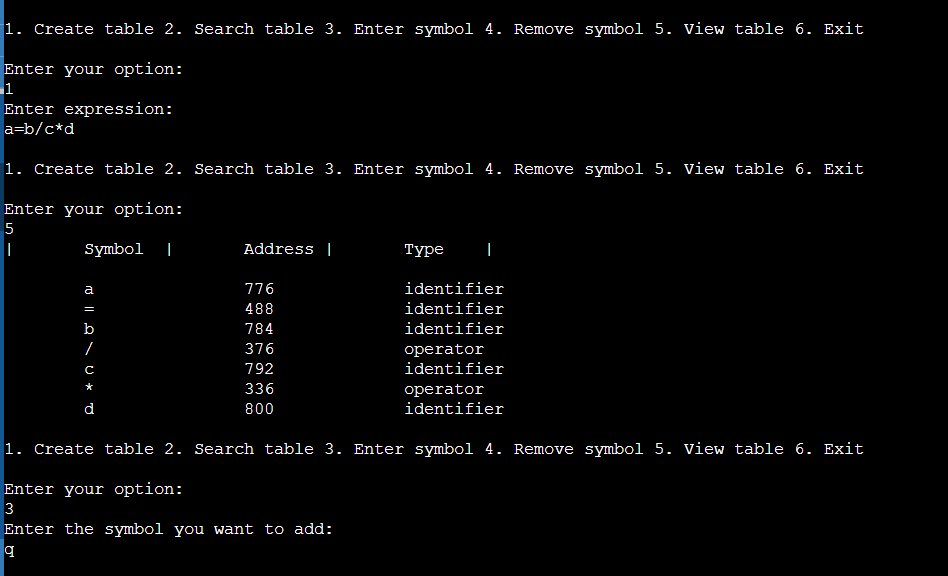 1. Create table 2. Search table 3. Enter symbol 4. Remove symbol 5. View table 6. Exit
Enter your option:
1
Enter expression:
a=b/c*d
1. Create table 2. Search table 3. Enter symbol 4. Remove symbol 5. View table 6. Exit
Enter your option:
5
| Symbol | Address | Type |
a 776 identifier
= 488 identifier
b 784 identifier
/ 376 operator
c 792 identifier
* 336 operator
d 800 identifier
1. Create table 2. Search table 3. Enter symbol 4. Remove symbol 5. View table 6. Exit
Enter your option:
3
Enter the symbol you want to add:
q